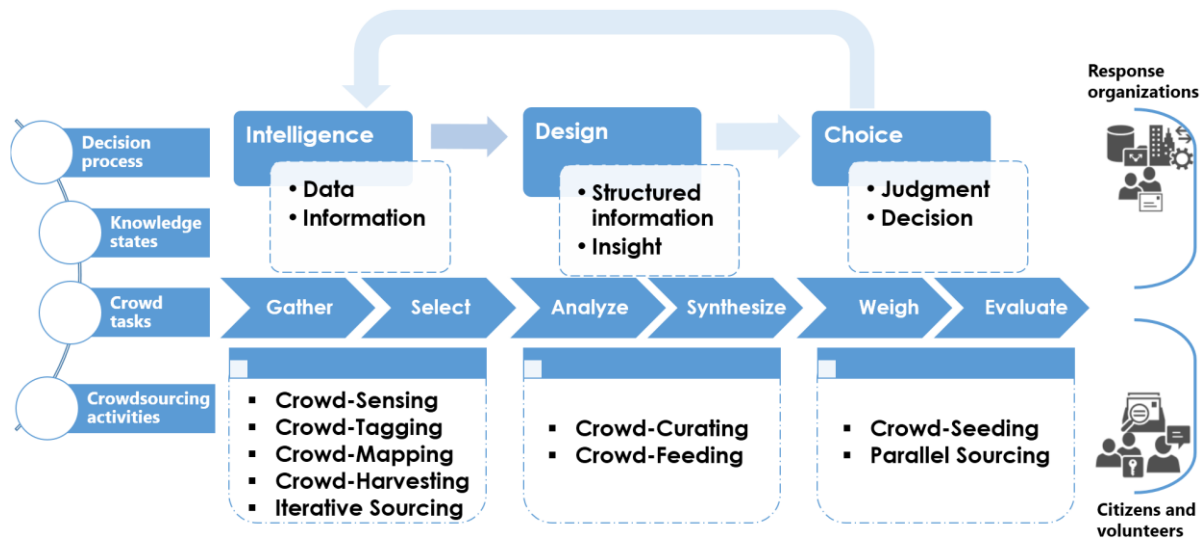 Response
organizations
Decision
process
Intelligence
Design
Choice
• Data
• Information
• Structured
information
• Insight
• Judgment
• Decision
Knowledge
states
Crowd
tasks
Gather
Select
Analyze
Synthesize
Weigh
Evaluate
Crowdsourcing
activities
▪ Crowd-Sensing
▪ Crowd-Tagging
▪ Crowd-Mapping
▪ Crowd-Harvesting
▪ Iterative Sourcing
▪ Crowd-Curating
▪ Crowd-Feeding
▪ Crowd-Seeding
▪ Parallel Sourcing
Citizens and
volunteers